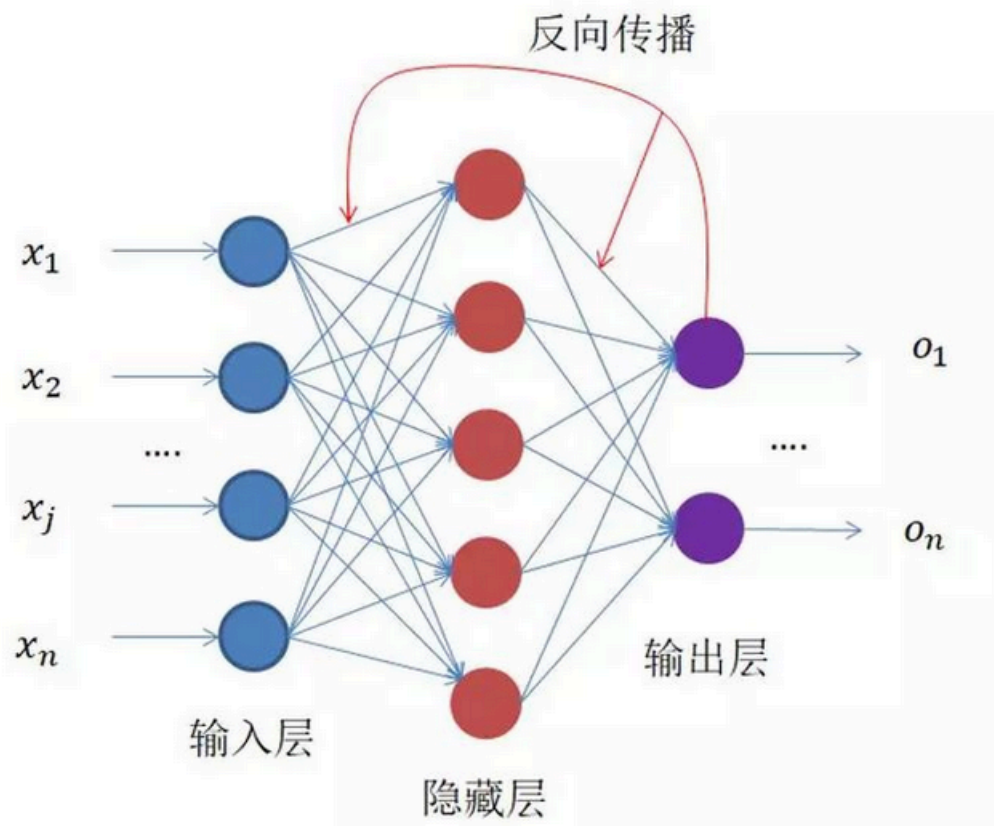 反向传播
x₁
x₂
....
xⱼ
xₙ
o₁
....
oₙ
输入层
隐藏层
输出层